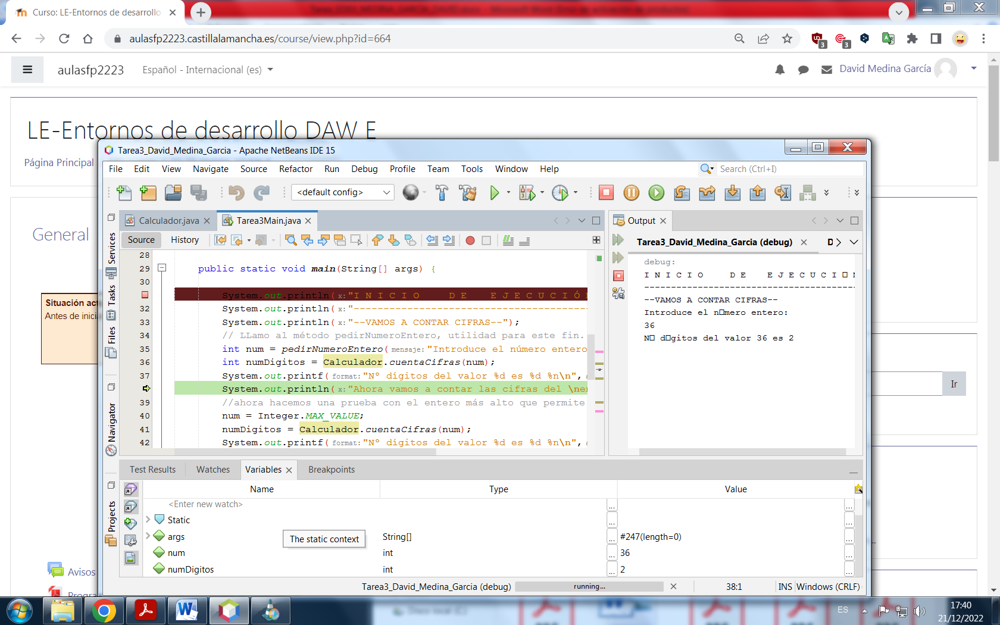 Curso: LE-Entornos de desarrollo
aulasfp2223.castillalamancha.es/course/view.php?id=664
3
3
aulasfp2223
Español - Internacional (es)
David Medina García
LE-Entornos de desarrollo DAW E
Página Principal
General
Situación act
Antes de inicia
Ir
Avisos
Progra
Tarea3_David_Medina_Garcia - Apache NetBeans IDE 15
File Edit View Navigate Source Refactor Run Debug Profile Team Tools Window Help
Search (Ctrl+I)
<default config>
Services
Tasks
Files
Navigator
Projects
Calculador.java
Tarea3Main.java
Source History
28
29 public static void main(String[] args) {
30
System.out.println(x:"I N I C I O   D E   E J E C U C I Ó
32 System.out.println(x:"---------------------------------------
33 System.out.println(x:"--VAMOS A CONTAR CIFRAS--");
34 // LLamo al método pedirNumeroEntero, utilidad para este fin.
35 int num = pedirNumeroEntero(mensaje:"Introduce el número entero
36 int numDigitos = Calculador.cuentaCifras(num);
37 System.out.printf(format:"Nº dígitos del valor %d es %d %n\n",
System.out.println(x:"Ahora vamos a contar las cifras del \nen
39 //ahora hacemos una prueba con el entero más alto que permite
40 num = Integer.MAX_VALUE;
41 numDigitos = Calculador.cuentaCifras(num);
42 System.out.printf(format:"Nº dígitos del valor %d es %d %n\n",
Output
Tarea3_David_Medina_Garcia (debug)
D
debug:
I N I C I O   D E   E J E C U C I□N
-----------------------------------
--VAMOS A CONTAR CIFRAS--
Introduce el n□mero entero:
36
N□ d□gitos del valor 36 es 2
Test Results Watches Variables Breakpoints
Name Type Value
<Enter new watch>
Static
args String[] #247(length=0)
The static context
num int 36
numDigitos int 2
Tarea3_David_Medina_Garcia (debug)
running...
38:1
INS
Windows (CRLF)
ES
17:40
21/12/2022